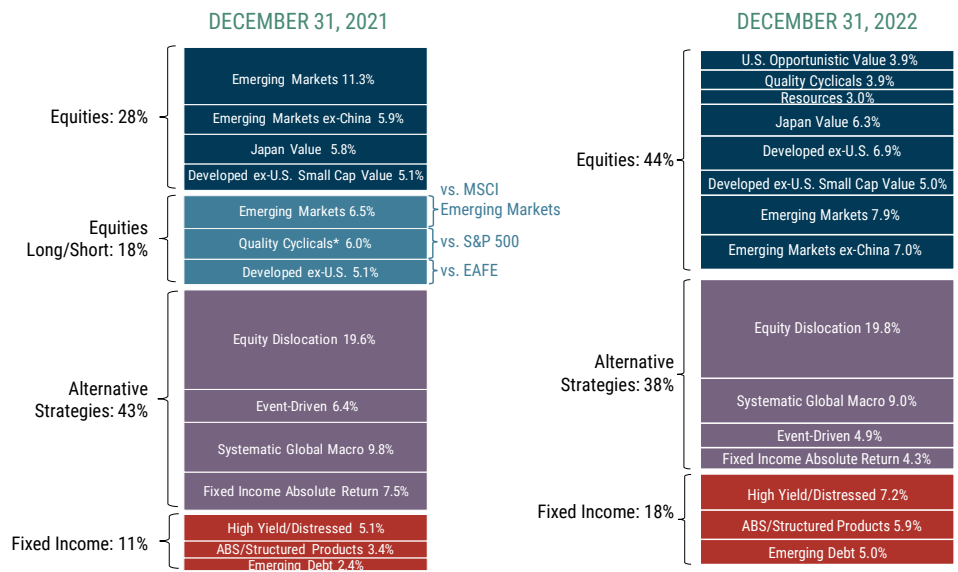 DECEMBER 31, 2021
Equities: 28%
Emerging Markets 11.3%
Emerging Markets ex-China 5.9%
Japan Value 5.8%
Developed ex-U.S. Small Cap Value 5.1%
Equities
Long/Short: 18%
Emerging Markets 6.5%
Quality Cyclicals* 6.0%
Developed ex-U.S. 5.1%
vs. MSCI
Emerging Markets
vs. S&P 500
vs. EAFE
Alternative
Strategies: 43%
Equity Dislocation 19.6%
Event-Driven 6.4%
Systematic Global Macro 9.8%
Fixed Income Absolute Return 7.5%
Fixed Income: 11%
High Yield/Distressed 5.1%
ABS/Structured Products 3.4%
Emerging Debt 2.4%
DECEMBER 31, 2022
Equities: 44%
U.S. Opportunistic Value 3.9%
Quality Cyclicals 3.9%
Resources 3.0%
Japan Value 6.3%
Developed ex-U.S. 6.9%
Developed ex-U.S. Small Cap Value 5.0%
Emerging Markets 7.9%
Emerging Markets ex-China 7.0%
Alternative
Strategies: 38%
Equity Dislocation 19.8%
Systematic Global Macro 9.0%
Event-Driven 4.9%
Fixed Income Absolute Return 4.3%
Fixed Income: 18%
High Yield/Distressed 7.2%
ABS/Structured Products 5.9%
Emerging Debt 5.0%